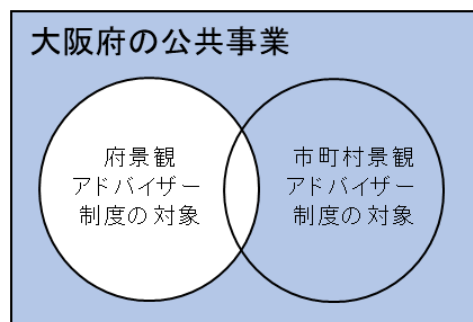 大阪府の公共事業
府景観
アドバイザー
制度の対象
市町村景観
アドバイザー
制度の対象